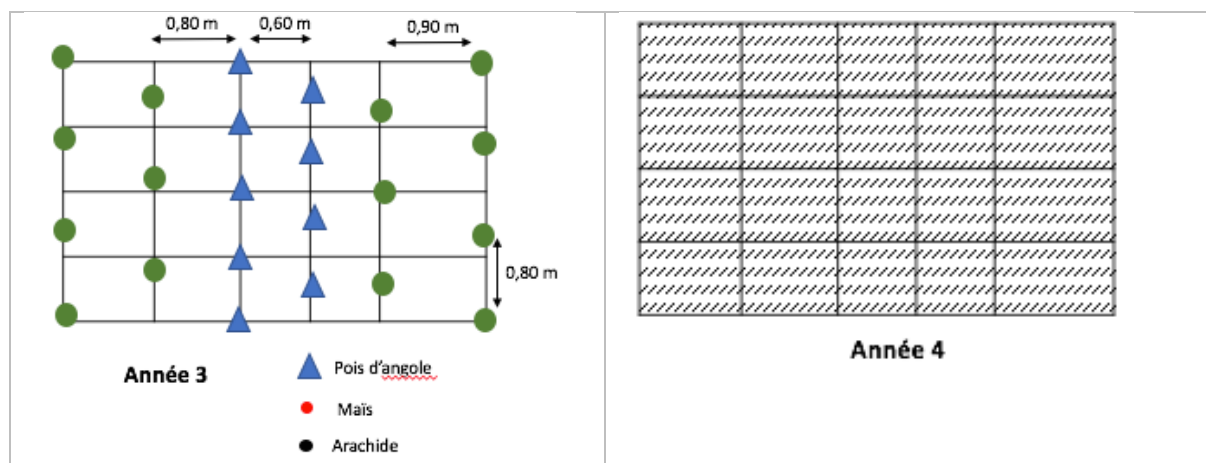 0,80 m
0,60 m
0,90 m
0,80 m
Année 3
Pois d'angole
Maïs
Arachide
Année 4